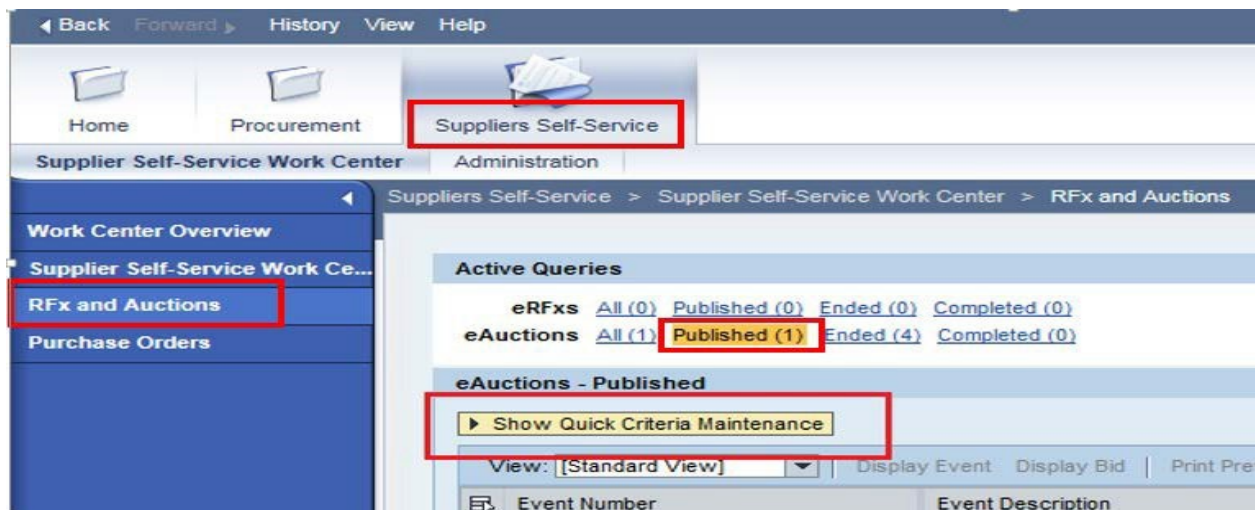 Back Forward History View Help
Home Procurement Suppliers Self-Service
Supplier Self-Service Work Center Administration
Suppliers Self-Service > Supplier Self-Service Work Center > RFx and Auctions
Work Center Overview
Supplier Self-Service Work Ce...
RFx and Auctions
Purchase Orders
Active Queries
eRFxs All (0) Published (0) Ended (0) Completed (0)
eAuctions All (1) Published (1) Ended (4) Completed (0)
eAuctions - Published
Show Quick Criteria Maintenance
View: [Standard View] Display Event Display Bid Print Pre
Event Number Event Description